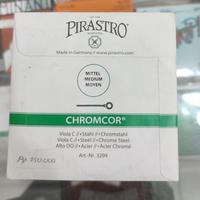 PIRASTRO®
Made in Germany // www.pirastro.com
MITTEL
MEDIUM
MOYEN
CHROMCOR®
Viola C // • Stahl // • Chromstahl
Viola C // • Steel // • Chrome Steel
Alto DO // • Acier // • Acier Chromé
Art.-Nr. 3294